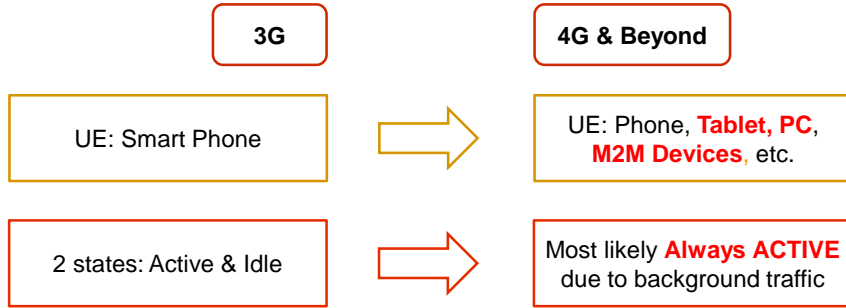 3G
4G & Beyond
UE: Smart Phone
UE: Phone, Tablet, PC,
M2M Devices, etc.
2 states: Active & Idle
Most likely Always ACTIVE
due to background traffic